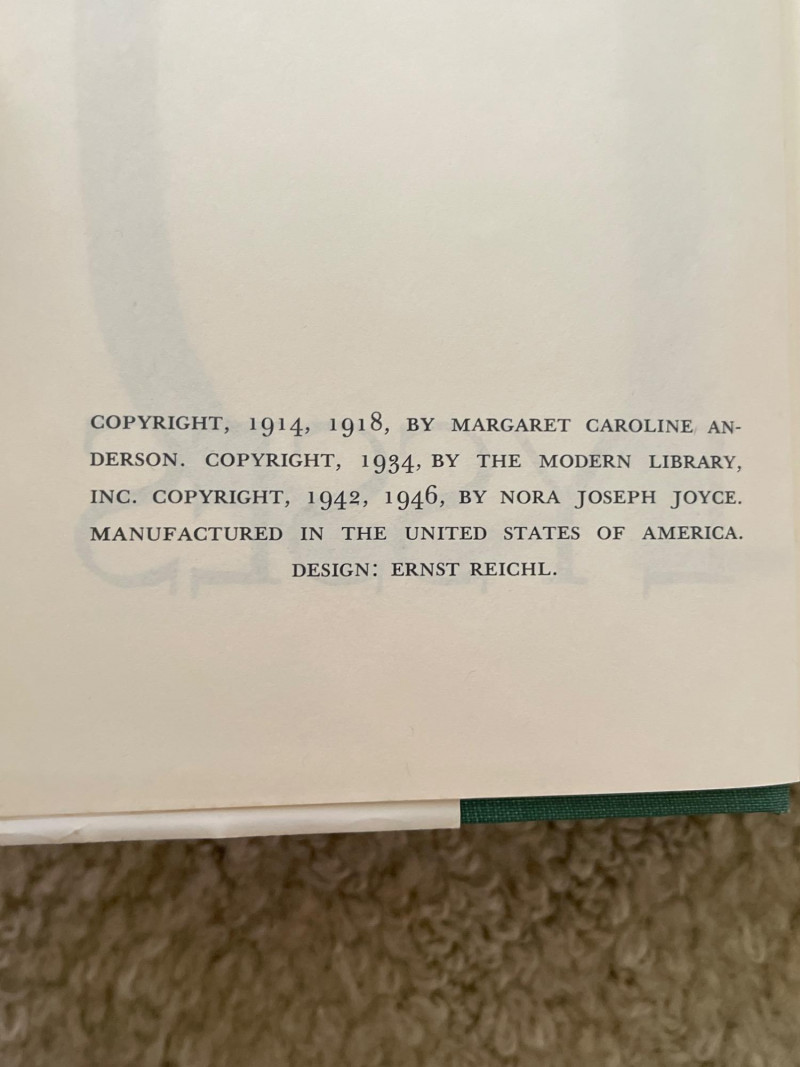 COPYRIGHT, 1914, 1918, BY MARGARET CAROLINE AN-
DERSON. COPYRIGHT, 1934, BY THE MODERN LIBRARY,
INC. COPYRIGHT, 1942, 1946, BY NORA JOSEPH JOYCE.
MANUFACTURED IN THE UNITED STATES OF AMERICA.
DESIGN: ERNST REICHL.